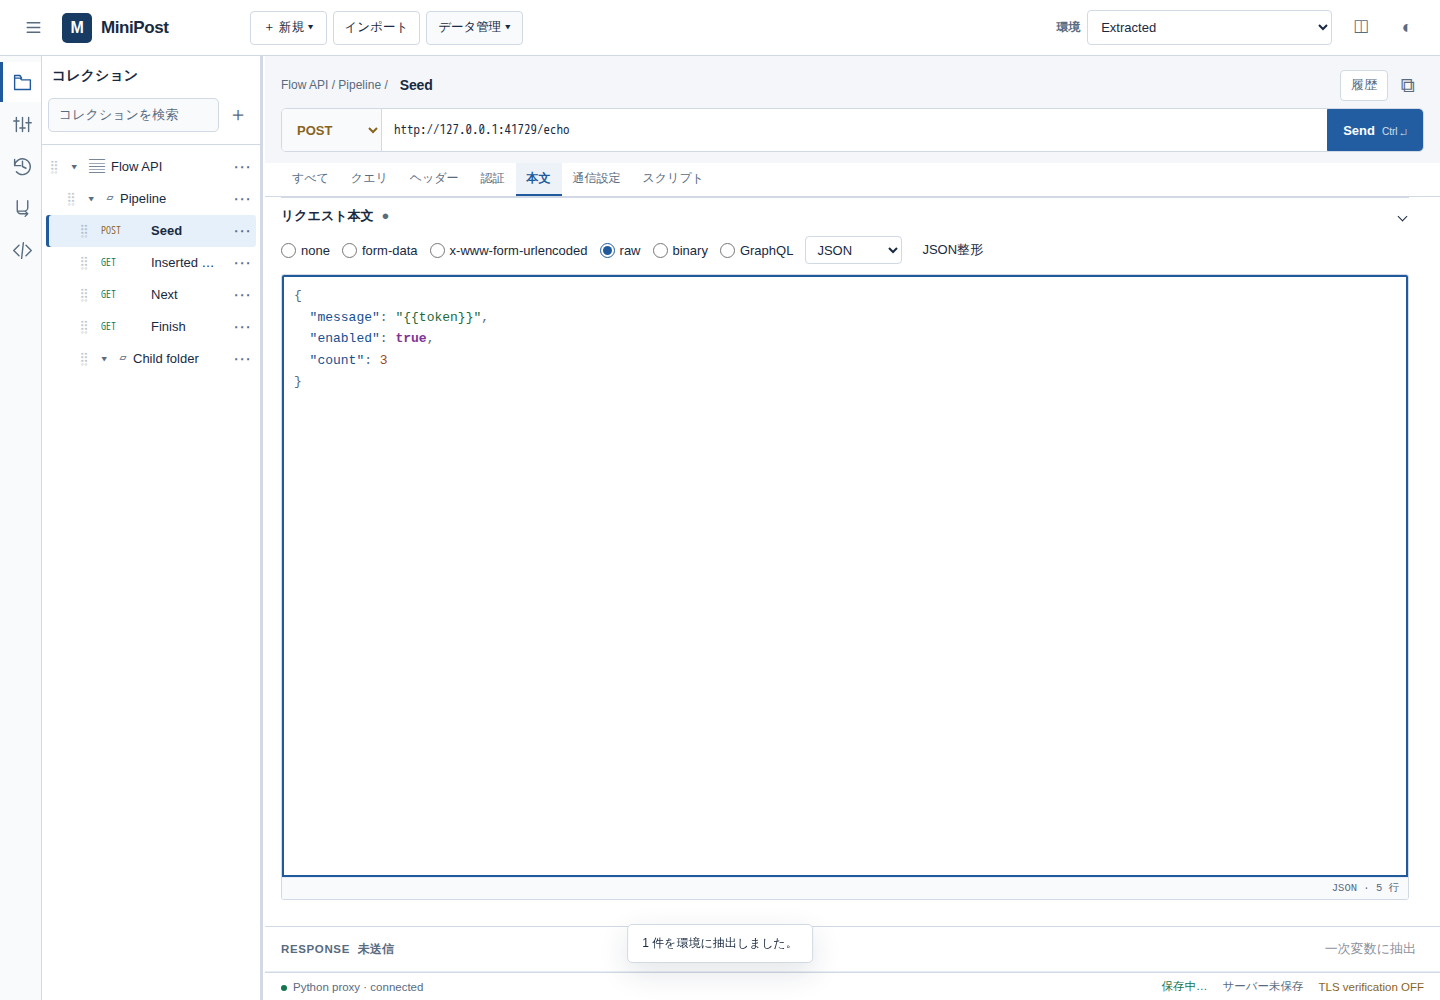 M MiniPost ＋ 新規 ▾ インポート データ管理 ▾ 環境 Extracted
コレクション
コレクションを検索 ＋
Flow API
Pipeline
POST Seed
GET Inserted ...
GET Next
GET Finish
Child folder
Flow API / Pipeline / Seed 履歴
POST http://127.0.0.1:41729/echo Send Ctrl ⏎
すべて クエリ ヘッダー 認証 本文 通信設定 スクリプト
リクエスト本文 ●
none form-data x-www-form-urlencoded raw binary GraphQL JSON JSON整形
{
"message": "{{token}}",
"enabled": true,
"count": 3
}
JSON · 5 行
RESPONSE 未送信 一次変数に抽出
1 件を環境に抽出しました。
Python proxy · connected 保存中… サーバー未保存 TLS verification OFF